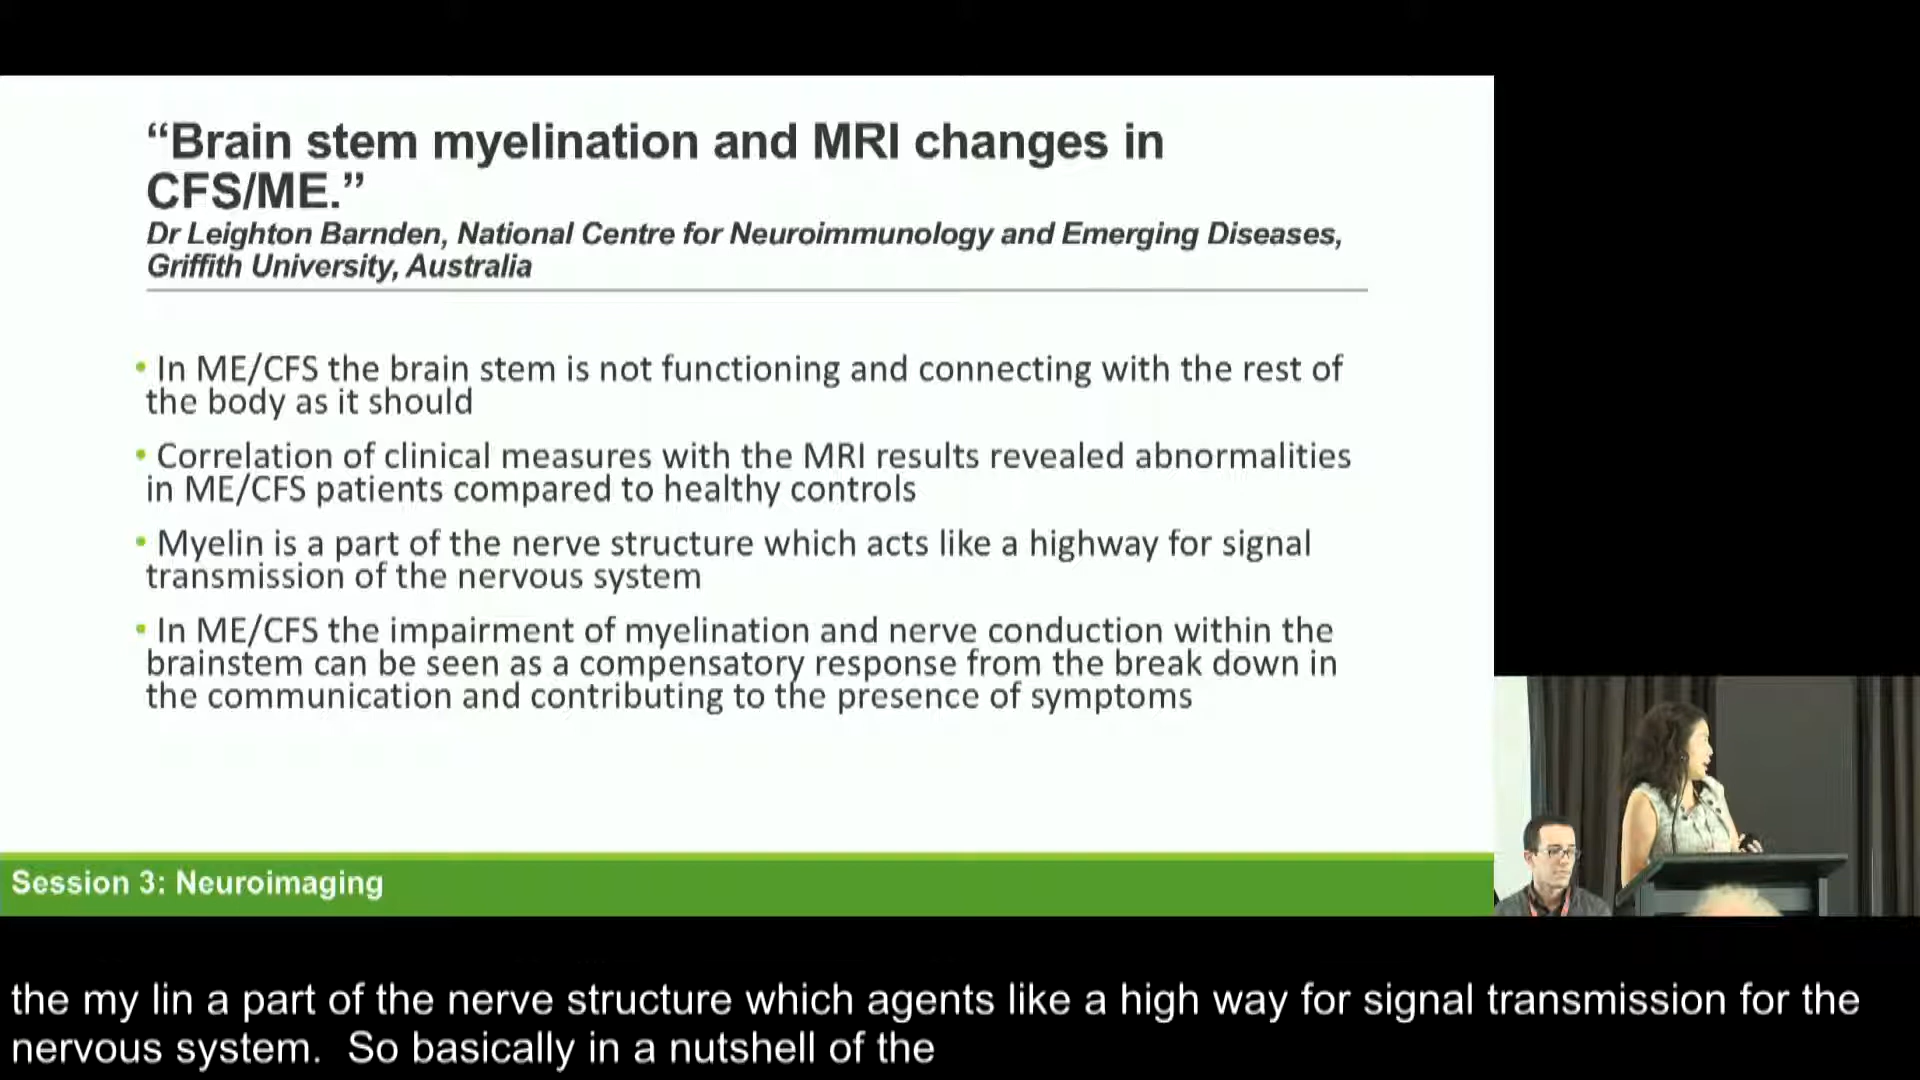 “Brain stem myelination and MRI changes in
CFS/ME.”
Dr Leighton Barnden, National Centre for Neuroimmunology and Emerging Diseases,
Griffith University, Australia
• In ME/CFS the brain stem is not functioning and connecting with the rest of
the body as it should
• Correlation of clinical measures with the MRI results revealed abnormalities
in ME/CFS patients compared to healthy controls
• Myelin is a part of the nerve structure which acts like a highway for signal
transmission of the nervous system
• In ME/CFS the impairment of myelination and nerve conduction within the
brainstem can be seen as a compensatory response from the break down in
the communication and contributing to the presence of symptoms
Session 3: Neuroimaging
the my lin a part of the nerve structure which agents like a high way for signal transmission for the
nervous system.  So basically in a nutshell of the